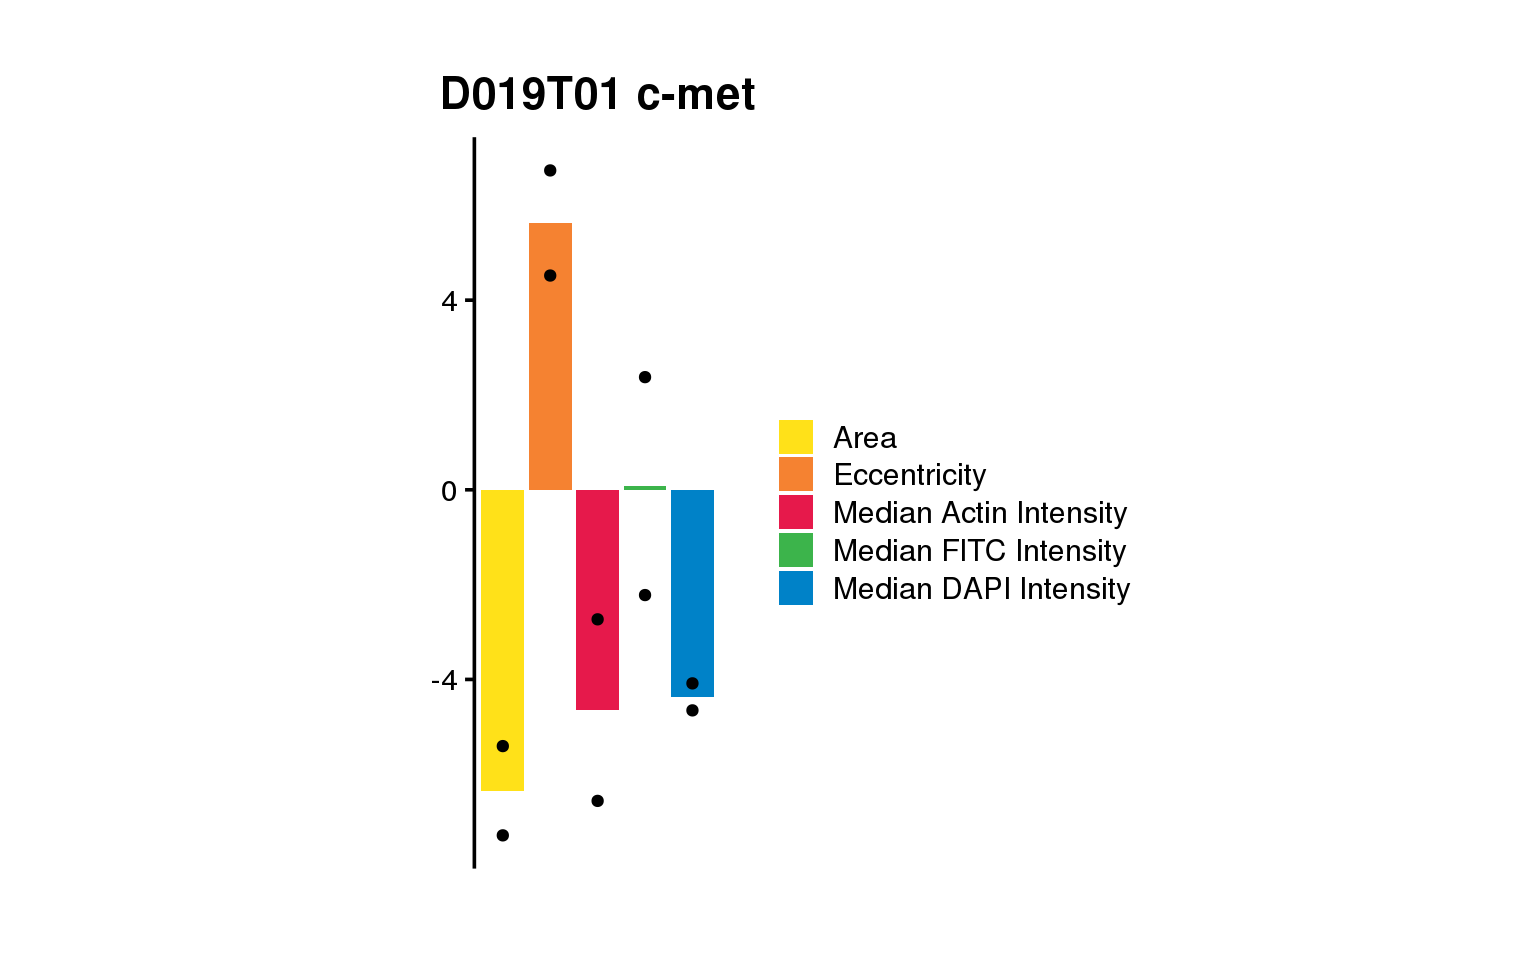 D019T01 c-met
4
0
-4
Area
Eccentricity
Median Actin Intensity
Median FITC Intensity
Median DAPI Intensity